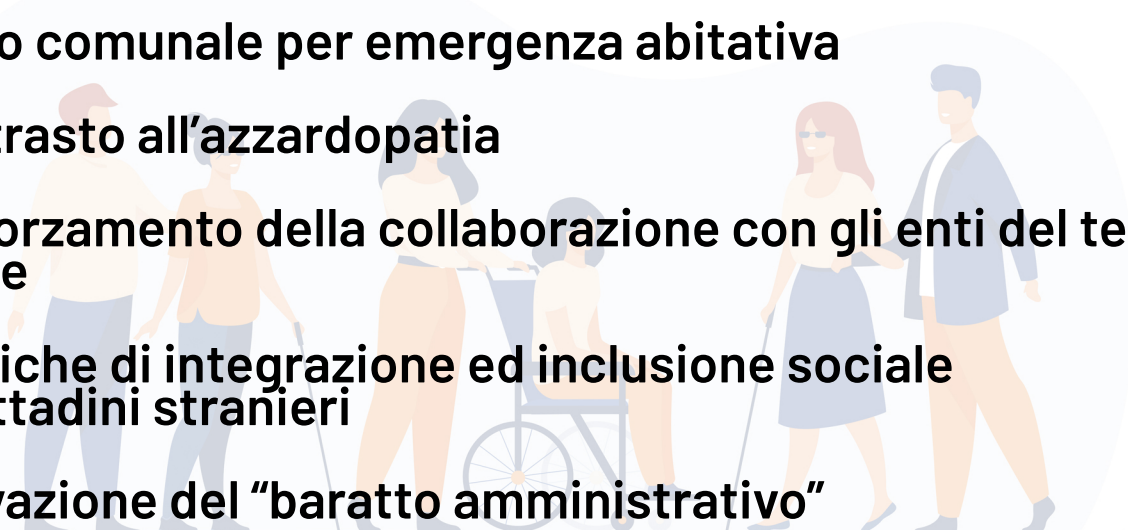 o comunale per emergenza abitativa
trasto all’azzardopatia
orzamento della collaborazione con gli enti del te
e
iche di integrazione ed inclusione sociale
ttadini stranieri
vazione del “baratto amministrativo”